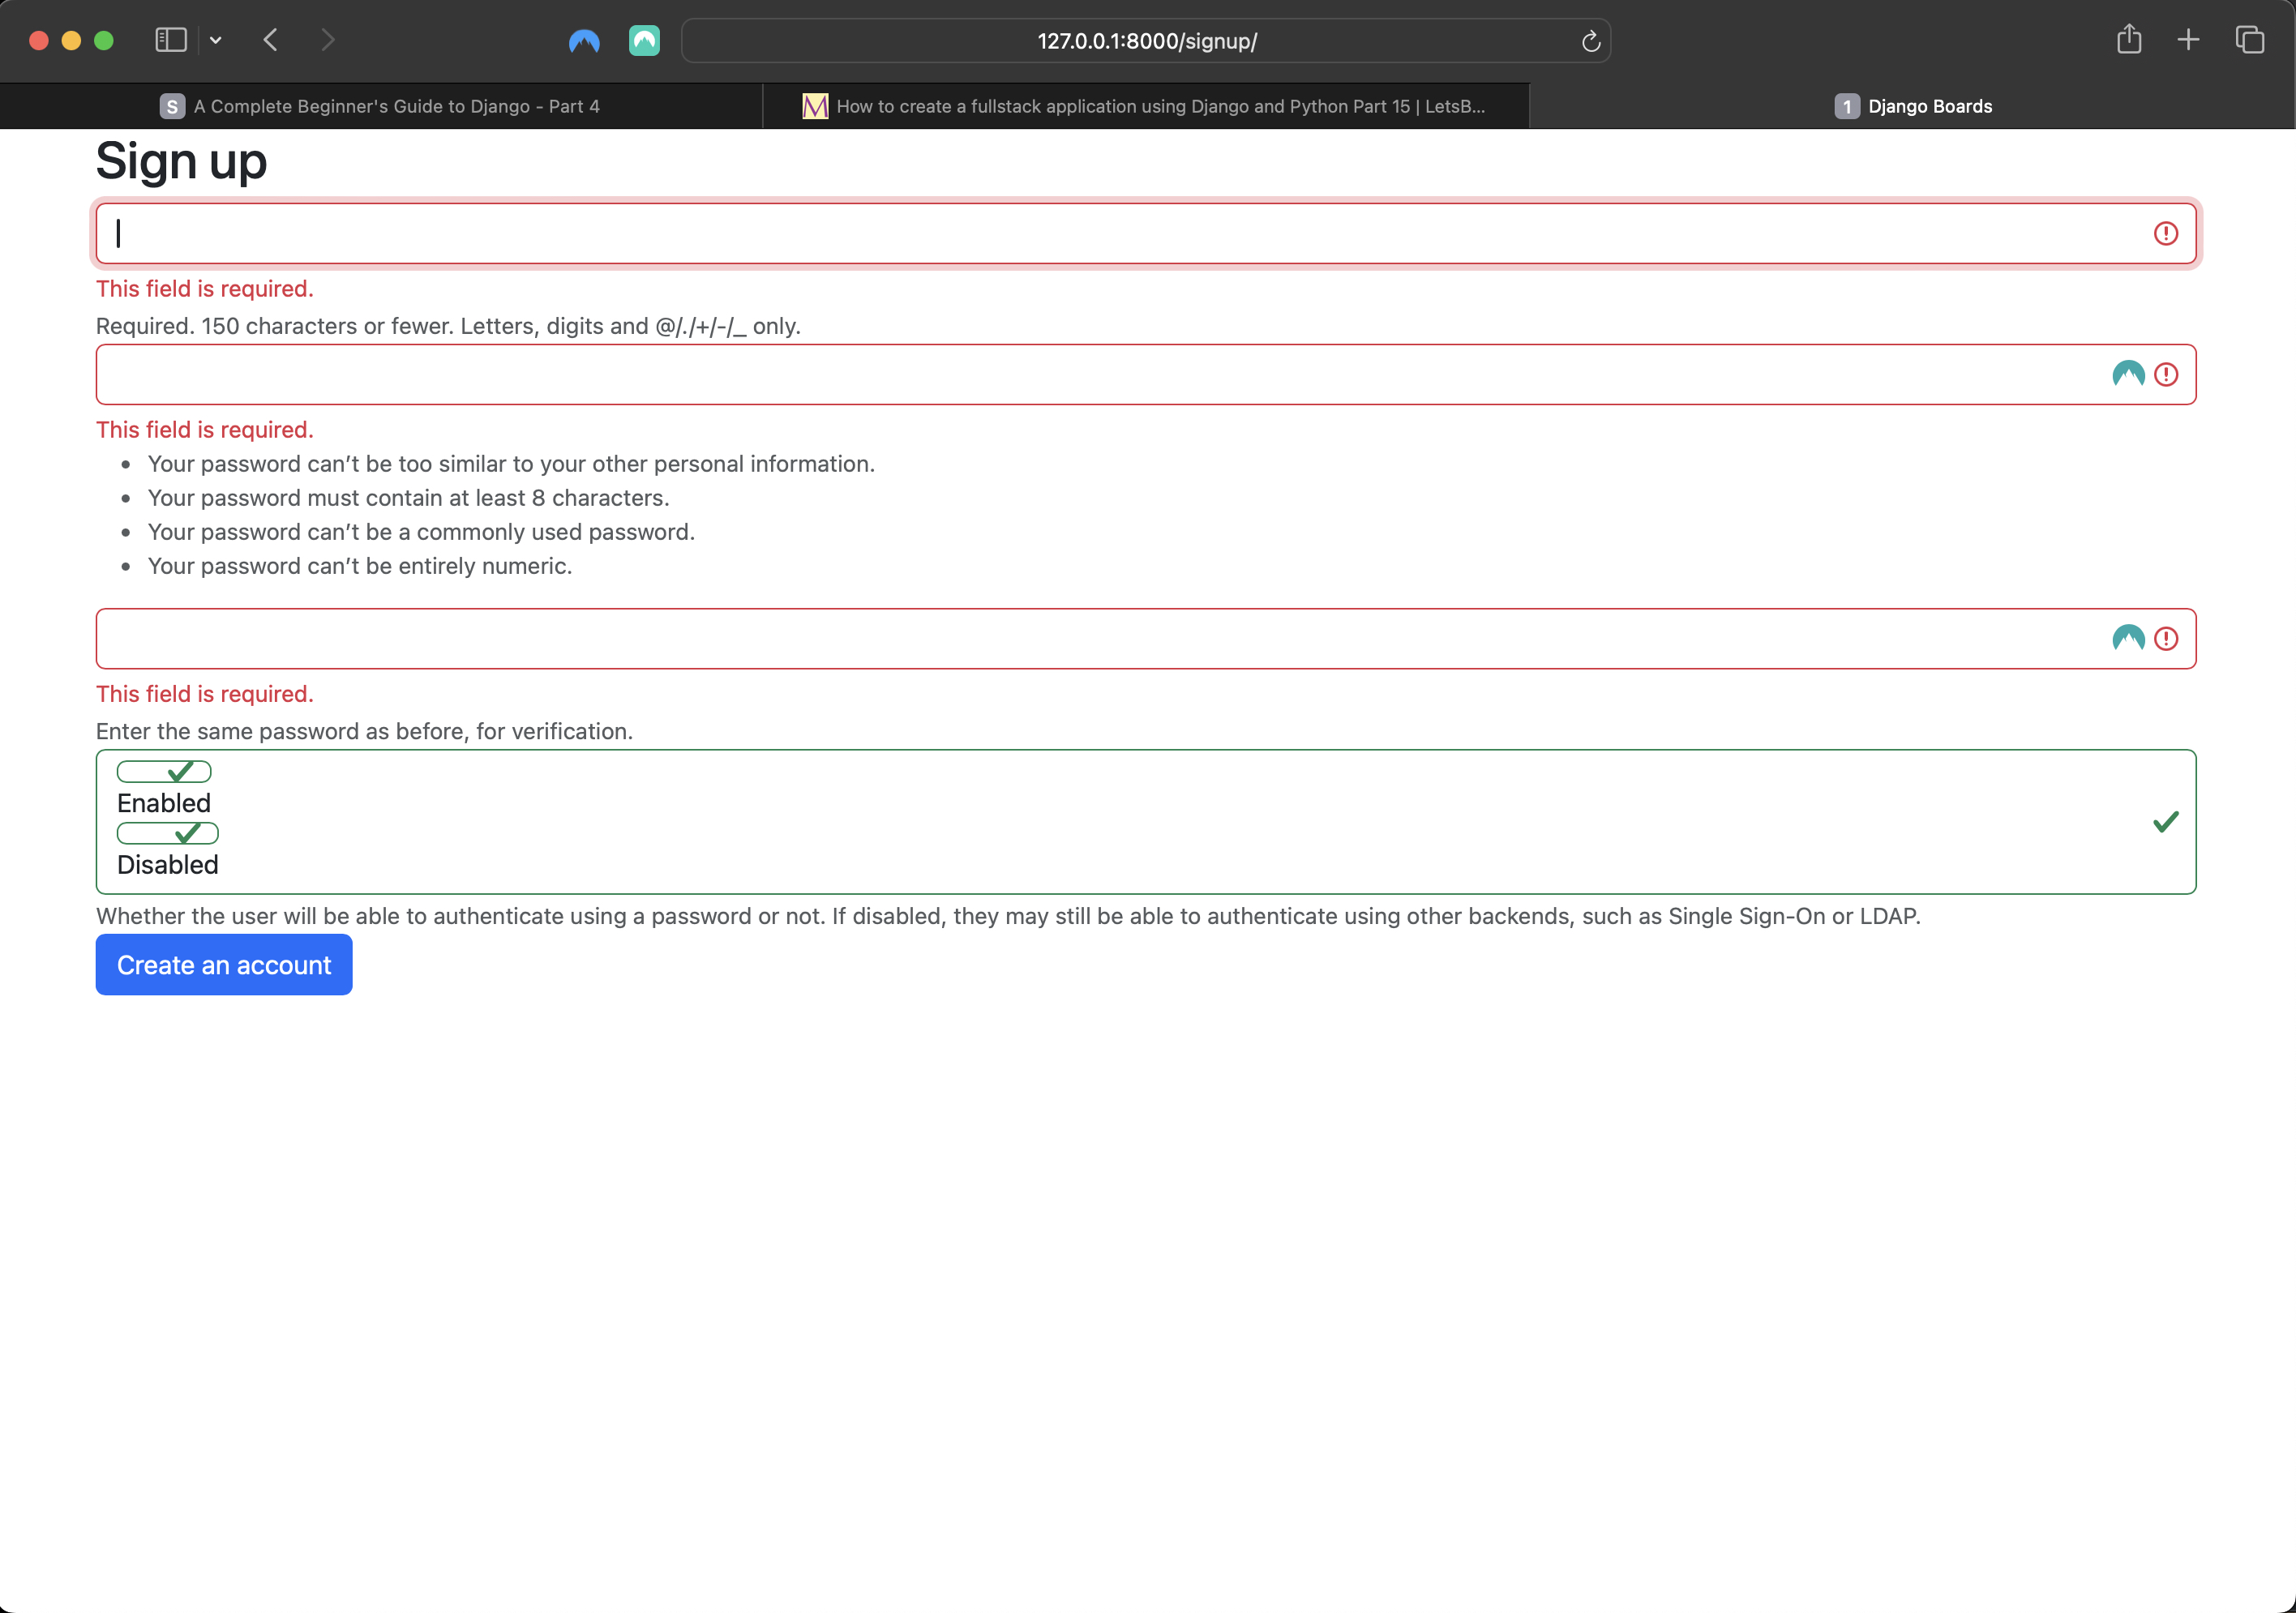 127.0.0.1:8000/signup/
S A Complete Beginner's Guide to Django - Part 4
How to create a fullstack application using Django and Python Part 15 | LetsB...
1 Django Boards
Sign up
This field is required.
Required. 150 characters or fewer. Letters, digits and @/./+/-/_ only.
This field is required.
• Your password can’t be too similar to your other personal information.
• Your password must contain at least 8 characters.
• Your password can’t be a commonly used password.
• Your password can’t be entirely numeric.
This field is required.
Enter the same password as before, for verification.
Enabled
Disabled
Whether the user will be able to authenticate using a password or not. If disabled, they may still be able to authenticate using other backends, such as Single Sign-On or LDAP.
Create an account